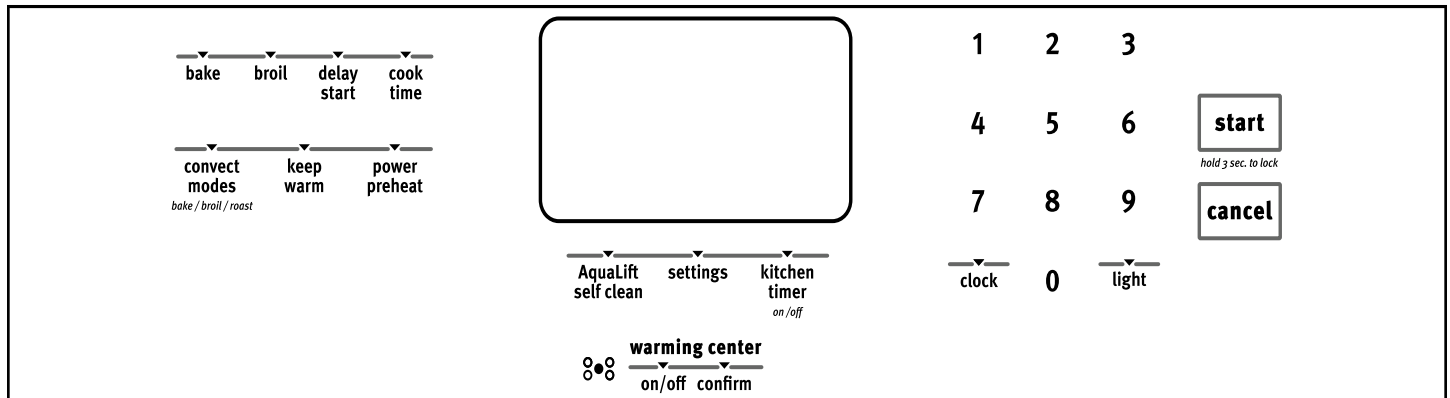 bake broil delay start cook time
convect modes keep warm power preheat
bake / broil / roast
AquaLift self clean settings kitchen timer
on /off
warming center
on/off confirm
1 2 3
4 5 6
7 8 9
clock 0 light
start
hold 3 sec. to lock
cancel